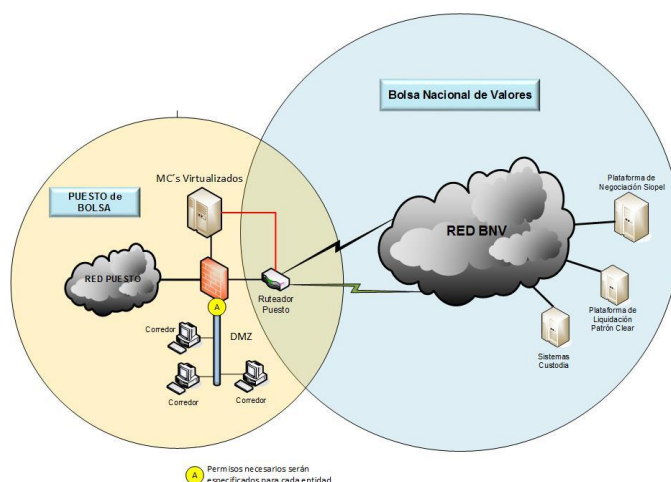 Bolsa Nacional de Valores
MC´s Virtualizados
PUESTO de
BOLSA
Plataforma de
Negociación Siopel
RED BNV
RED PUESTO
Ruteador
Puesto
A
DMZ
Corredor
Corredor
Corredor
Plataforma
de
Liquidación
Patrón Clear
Sistemas
Custodia
A
Permisos necesarios serán
especificados para cada entidad